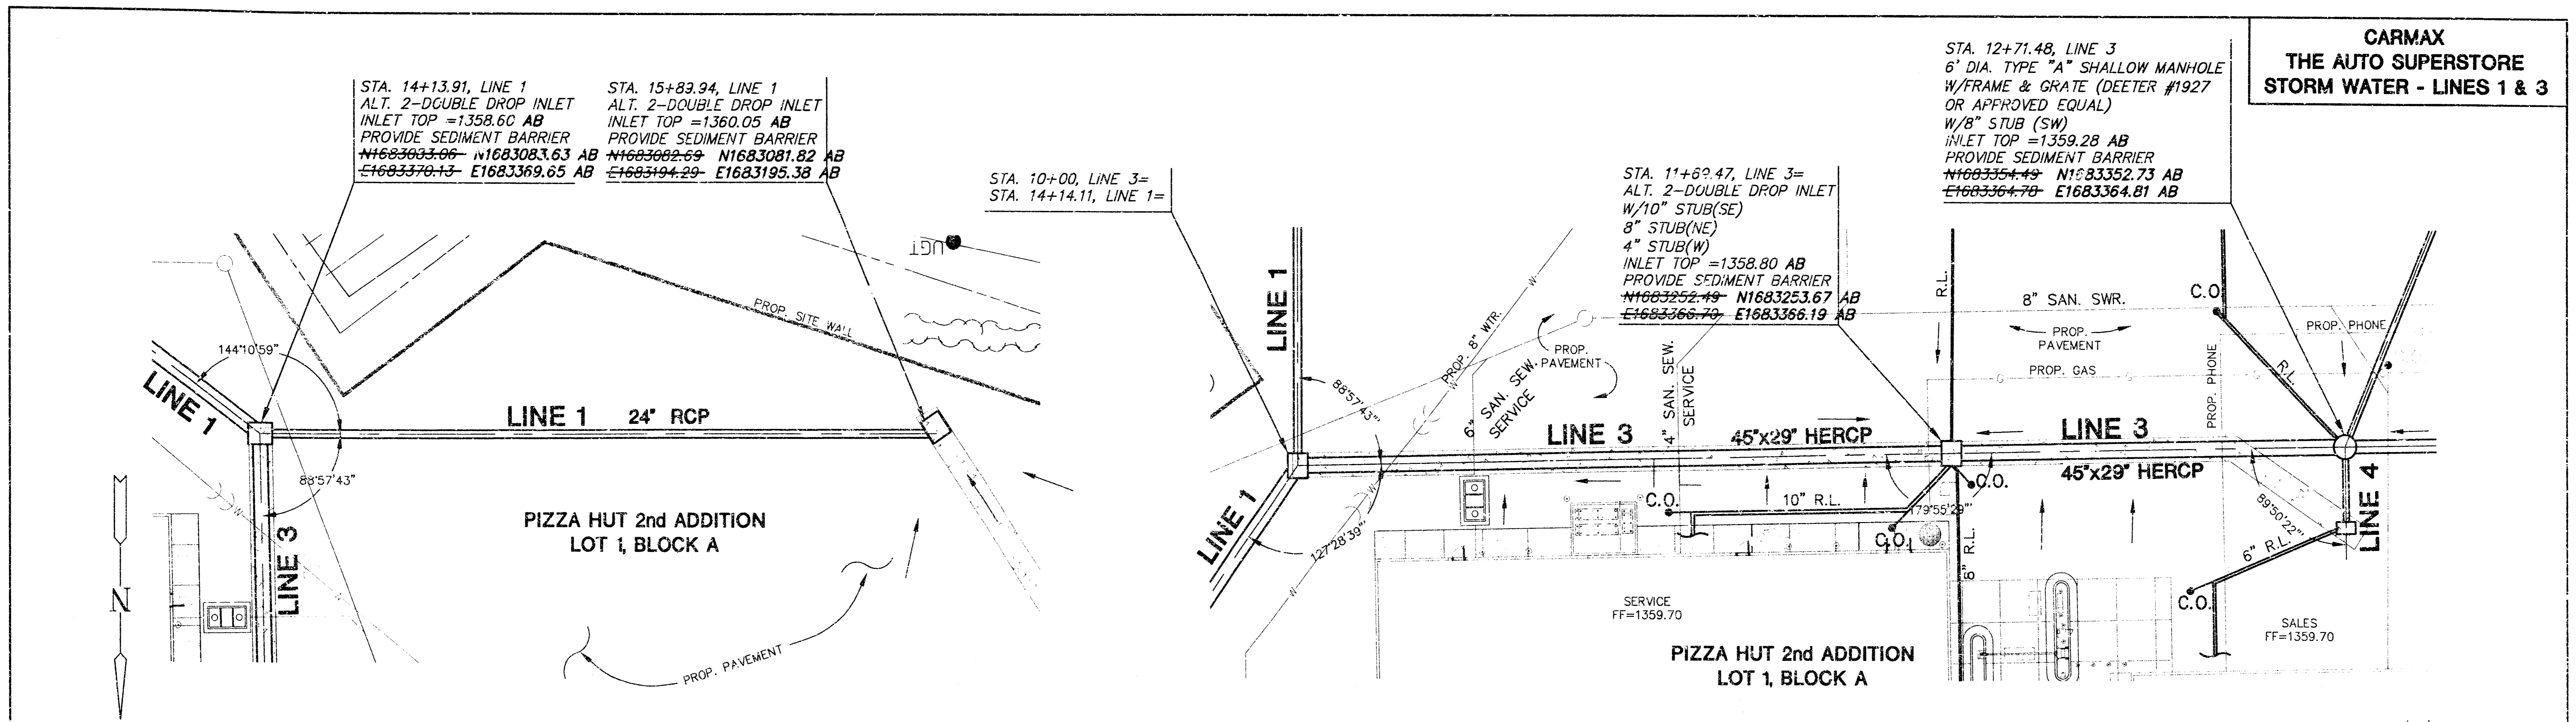 CARMAX
THE AUTO SUPERSTORE
STORM WATER - LINES 1 & 3
STA. 14+13.91, LINE 1
ALT. 2-DOUBLE DROP INLET
INLET TOP =1358.60 AB
PROVIDE SEDIMENT BARRIER
N1683083.06 N1683083.63 AB
E1683370.13 E1683369.65 AB
STA. 15+89.94, LINE 1
ALT. 2-DOUBLE DROP INLET
INLET TOP =1360.05 AB
PROVIDE SEDIMENT BARRIER
N1683082.69 N1683081.82 AB
E1683194.29 E1683195.38 AB
UGT
PROP. SITE WALL
144°10'59"
LINE 1
LINE 1 24" RCP
88°57'43"
LINE 3
PIZZA HUT 2nd ADDITION
LOT 1, BLOCK A
N
PROP. PAVEMENT
W
W
STA. 10+00, LINE 3=
STA. 14+14.11, LINE 1=
STA. 11+69.47, LINE 3=
ALT. 2-DOUBLE DROP INLET
W/10" STUB(SE)
8" STUB(NE)
4" STUB(W)
INLET TOP =1358.80 AB
PROVIDE SEDIMENT BARRIER
N1683252.49 N1683253.67 AB
E1683366.70 E1683366.19 AB
STA. 12+71.48, LINE 3
6' DIA. TYPE "A" SHALLOW MANHOLE
W/FRAME & GRATE (DEETER #1927
OR APPROVED EQUAL)
W/8" STUB (SW)
INLET TOP =1359.28 AB
PROVIDE SEDIMENT BARRIER
N1683354.49 N1683352.73 AB
E1683364.78 E1683364.81 AB
LINE 1
88°57'43"
PROP. 8" WTR.
W
W
W
W
W
6" SAN. SEW.
SERVICE
PROP.
PAVEMENT
4" SAN. SEW.
SERVICE
R.L.
8" SAN. SWR.
C.O.
PROP.
PAVEMENT
PROP. PHONE
PROP. GAS
G
G
G
PROP. PHONE
R.L.
LINE 3
45"x29" HERCP
LINE 3
45"x29" HERCP
LINE 1
127°28'39"
C.O.
10" R.L.
C.O.
179°55'29"
C.O.
8" R.L.
89°50'22"
LINE 4
6" R.L.
C.O.
SERVICE
FF=1359.70
SALES
FF=1359.70
PIZZA HUT 2nd ADDITION
LOT 1, BLOCK A